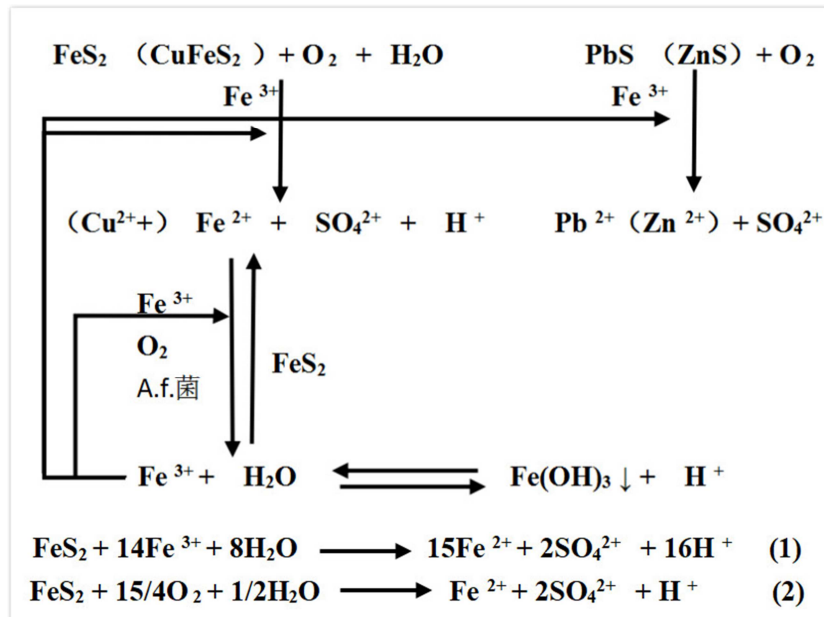 FeS₂ （CuFeS₂ ）+ O₂ + H₂O PbS （ZnS）+ O₂
Fe ³⁺ Fe ³⁺
（Cu²⁺+） Fe ²⁺ + SO₄²⁺ + H ⁺ Pb ²⁺（Zn ²⁺）+ SO₄²⁺
Fe ³⁺
O₂
FeS₂
A.f.菌
Fe ³⁺ + H₂O Fe(OH)₃ ↓ + H ⁺
FeS₂ + 14Fe ³⁺ + 8H₂O → 15Fe ²⁺ + 2SO₄²⁺ + 16H ⁺ (1)
FeS₂ + 15/4O ₂ + 1/2H₂O → Fe ²⁺ + 2SO₄²⁺ + H ⁺ (2)